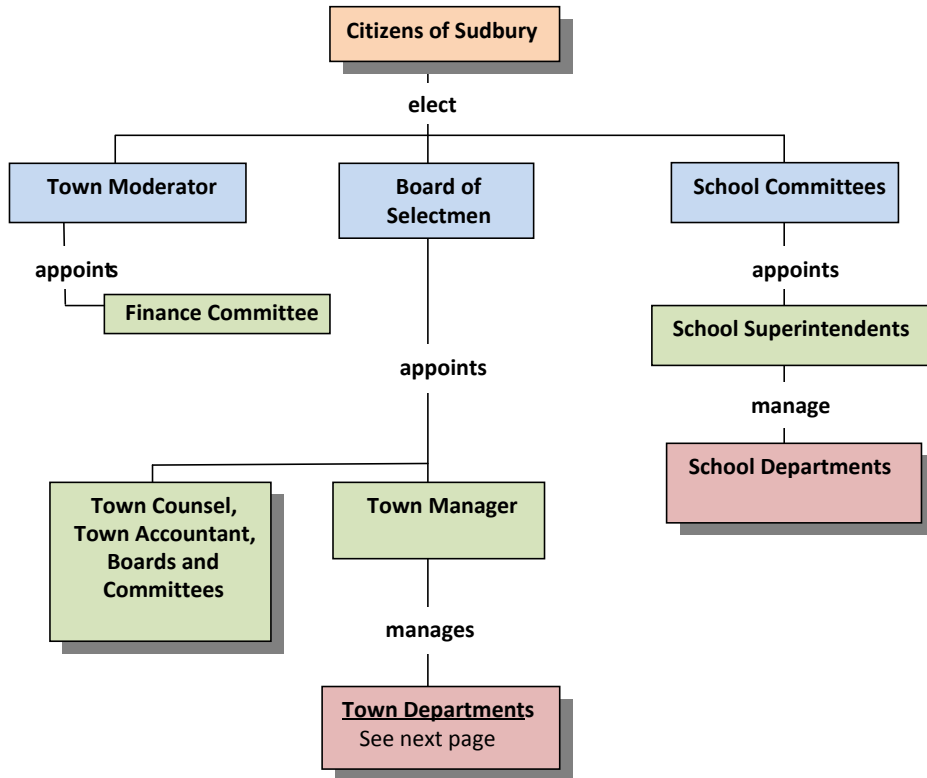 Citizens of Sudbury
elect
Town Moderator
Board of
Selectmen
School Committees
appoints
appoints
Finance Committee
School Superintendents
appoints
manage
School Departments
Town Counsel,
Town Accountant,
Boards and
Committees
Town Manager
manages
Town Departments
See next page